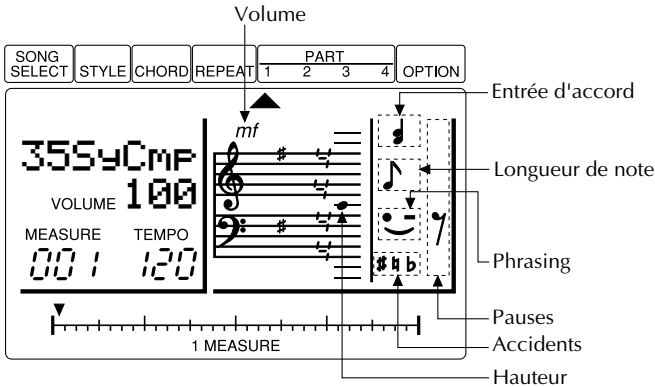 Volume
SONG SELECT STYLE CHORD REPEAT PART 1 2 3 4 OPTION
Entrée d'accord
mf
35SyCmp
Longueur de note
VOLUME 100
MEASURE TEMPO
001 120
Phrasing
Pauses
1 MEASURE
Accidents
Hauteur